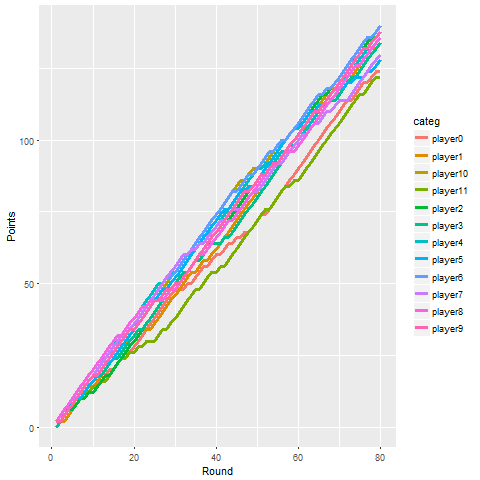 100
50
0
Points
0
20
40
60
80
Round
categ
player0
player1
player10
player11
player2
player3
player4
player5
player6
player7
player8
player9